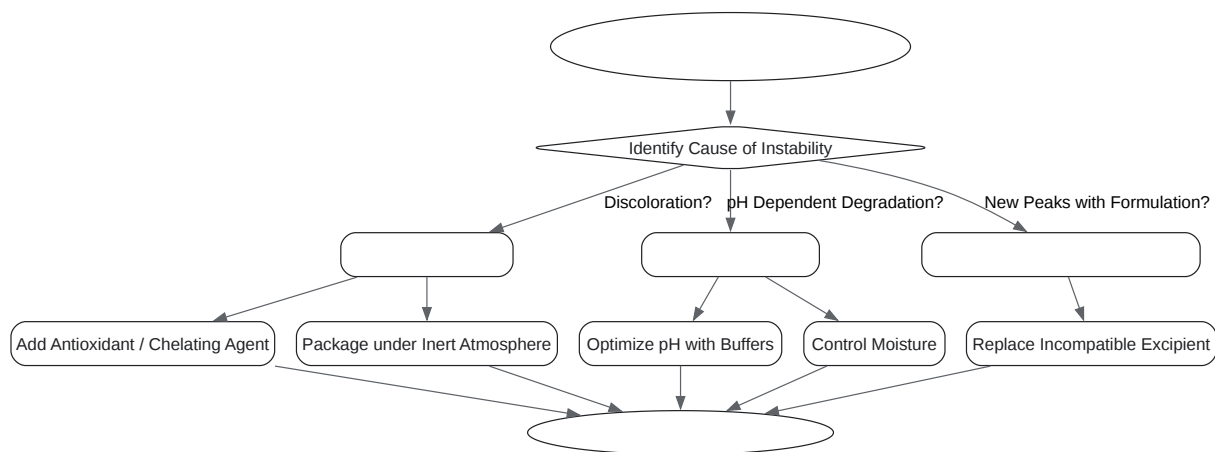 Identify Cause of Instability
Discoloration?
pH Dependent Degradation?
New Peaks with Formulation?
Add Antioxidant / Chelating Agent
Package under Inert Atmosphere
Optimize pH with Buffers
Control Moisture
Replace Incompatible Excipient